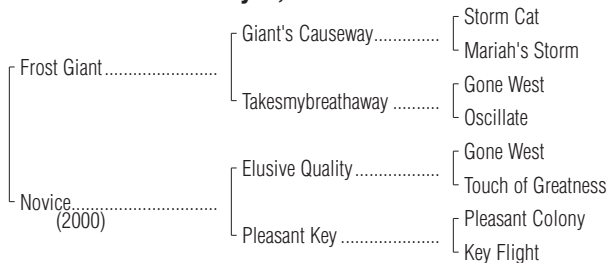 Storm Cat
Giant's Causeway..............
Mariah's Storm
Frost Giant........................
Gone West
Takesmybreathaway ..........
Oscillate
Gone West
Elusive Quality..................
Touch of Greatness
Novice...............................
(2000)
Pleasant Colony
Pleasant Key .....................
Key Flight